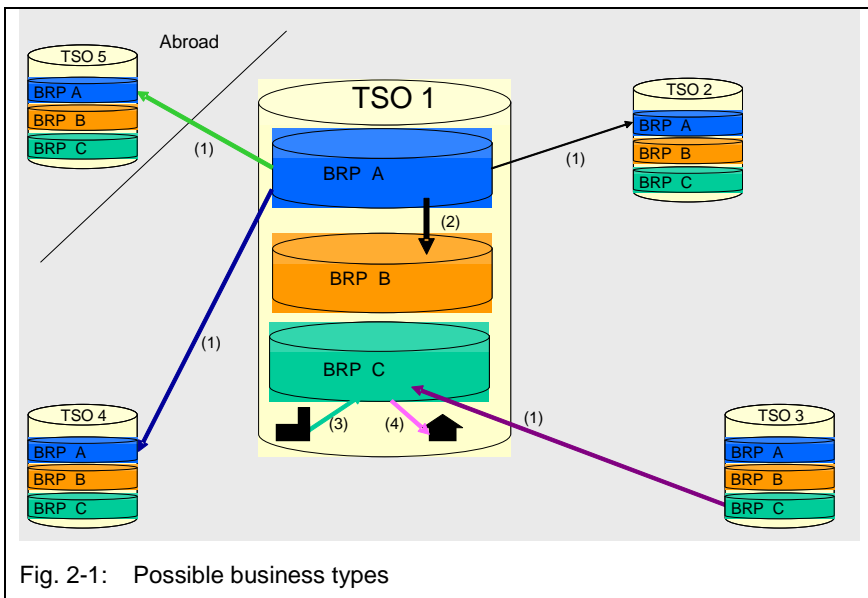 Abroad
TSO 5
BRP A
BRP B
BRP C
(1)
TSO 1
BRP A
(2)
BRP B
BRP C
(3)
(4)
(1)
TSO 2
BRP A
BRP B
BRP C
(1)
TSO 4
BRP A
BRP B
BRP C
(1)
TSO 3
BRP A
BRP B
BRP C
Fig. 2-1: Possible business types